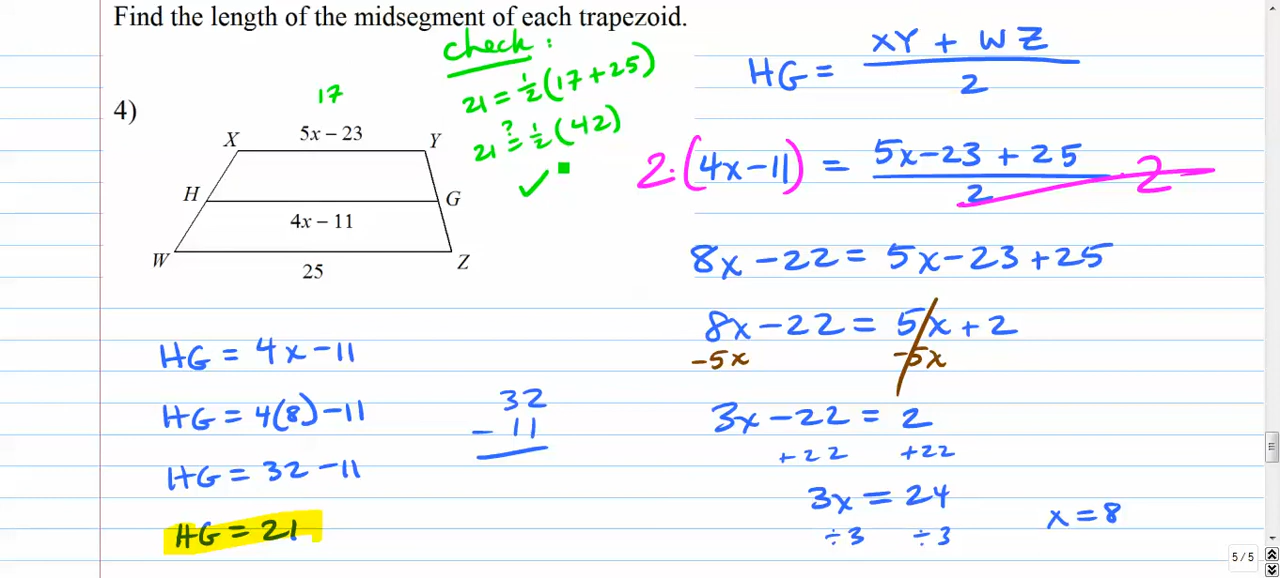 Find the length of the midsegment of each trapezoid.
4)
17
5x − 23
X
Y
H
G
4x − 11
W
Z
25
check :
21 = 1/2 (17 + 25)
21 ?= 1/2 (42)
✓
HG = 4x − 11
HG = 4(8) − 11
HG = 32 − 11
HG = 21
32
− 11
HG = (XY + WZ)/2
2·(4x − 11) = (5x − 23 + 25)/2 · 2
8x − 22 = 5x − 23 + 25
8x − 22 = 5x + 2
−5x −5x
3x − 22 = 2
+22 +22
3x = 24
÷3 ÷3
x = 8
5 / 5